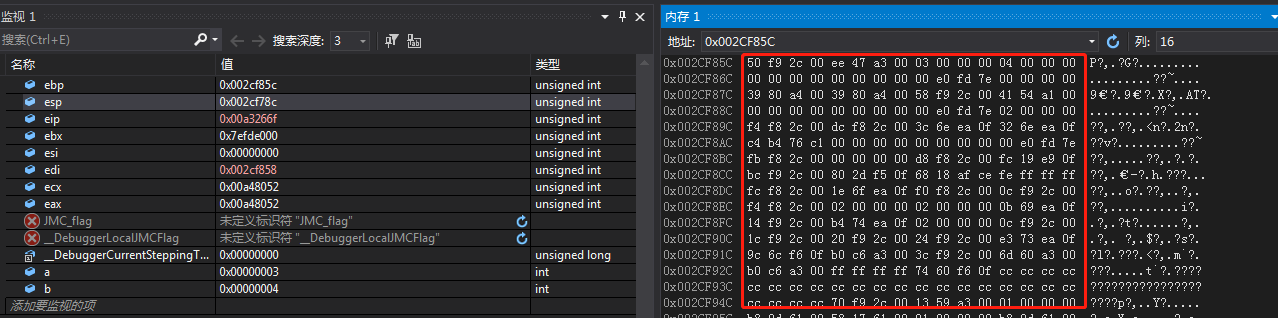 监视 1
搜索(Ctrl+E) 搜索深度: 3
名称 值 类型
ebp 0x002cf85c unsigned int
esp 0x002cf78c unsigned int
eip 0x00a3266f unsigned int
ebx 0x7efde000 unsigned int
esi 0x00000000 unsigned int
edi 0x002cf858 unsigned int
ecx 0x00a48052 unsigned int
eax 0x00a48052 unsigned int
JMC_flag 未定义标识符 "JMC_flag"
__DebuggerLocalJMCFlag 未定义标识符 "__DebuggerLocalJMCFlag"
__DebuggerCurrentSteppingT... 0x00000000 unsigned long
a 0x00000003 int
b 0x00000004 int
添加要监视的项
内存 1
地址: 0x002CF85C 列: 16
0x002CF85C 50 f9 2c 00 ee 47 a3 00 03 00 00 00 04 00 00 00 P?,.?G?.........
0x002CF86C 00 00 00 00 00 00 00 00 00 e0 fd 7e 00 00 00 00 .........??~....
0x002CF87C 39 80 a4 00 39 80 a4 00 58 f9 2c 00 41 54 a1 00 9€?.9€?.X?,.AT?.
0x002CF88C 00 00 00 00 00 00 00 00 00 e0 fd 7e 02 00 00 00 .........??~....
0x002CF89C f4 f8 2c 00 dc f8 2c 00 3c 6e ea 0f 32 6e ea 0f ??,.??,.<n?.2n?.
0x002CF8AC c4 b4 76 c1 00 00 00 00 00 00 00 00 00 e0 fd 7e ??v?.........??~
0x002CF8BC fb f8 2c 00 00 00 00 00 d8 f8 2c 00 fc 19 e9 0f ??,.....??,.?.?.
0x002CF8CC bc f9 2c 00 80 2d f5 0f 68 18 af ce fe ff ff ff ??,.€-?.h.??????
0x002CF8DC fc f8 2c 00 1e 6f ea 0f f0 f8 2c 00 0c f9 2c 00 ??,..o?.??,..?,.
0x002CF8EC f4 f8 2c 00 02 00 00 00 02 00 00 00 0b 69 ea 0f ??,..........i?.
0x002CF8FC 14 f9 2c 00 b4 74 ea 0f 02 00 00 00 0c f9 2c 00 .?,.?t?......?,.
0x002CF90C 1c f9 2c 00 20 f9 2c 00 24 f9 2c 00 e3 73 ea 0f .?,. ?,.$?,.?s?.
0x002CF91C 9c 6c f6 0f b0 c6 a3 00 3c f9 2c 00 6d 60 a3 00 ?l?.???.<?,.m`?.
0x002CF92C b0 c6 a3 00 ff ff ff ff 74 60 f6 0f cc cc cc cc ???.....t`?.????
0x002CF93C cc cc cc cc cc cc cc cc cc cc cc cc cc cc cc cc ????????????????
0x002CF94C cc cc cc cc 70 f9 2c 00 13 59 a3 00 01 00 00 00 ????p?,..Y?.....